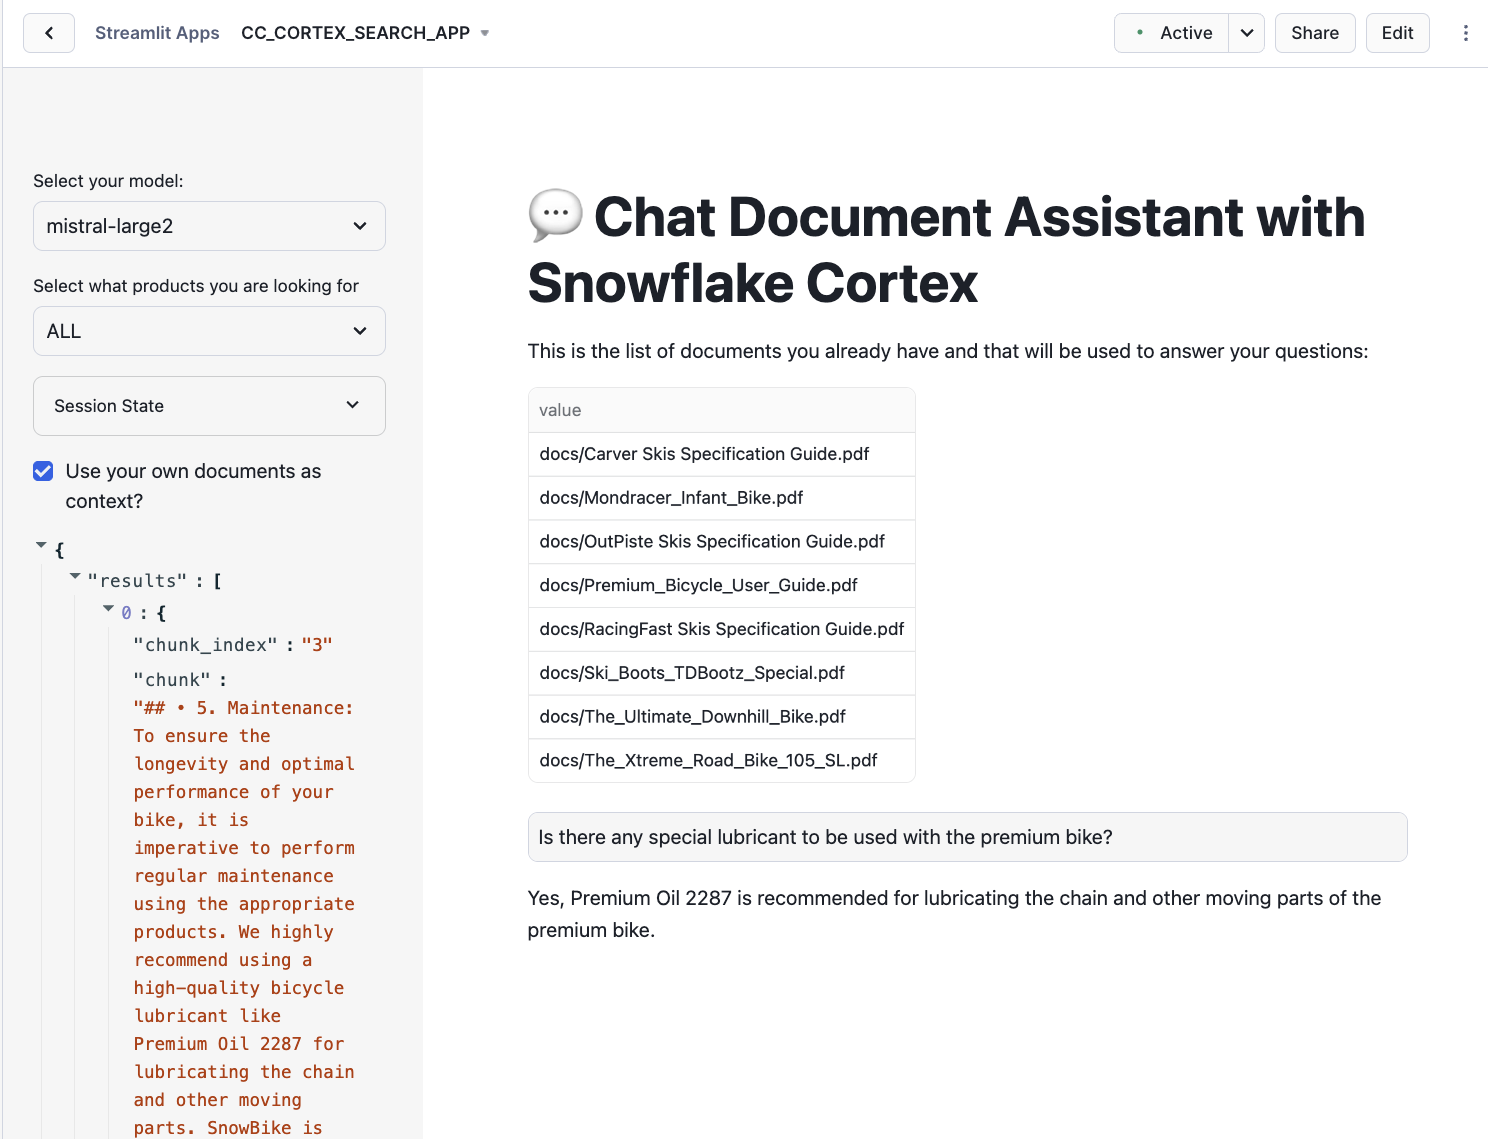 Streamlit Apps CC_CORTEX_SEARCH_APP
Active
Share
Edit
Select your model:
mistral-large2
Select what products you are looking for
ALL
Session State
Use your own documents as
context?
{
"results" : [
0 : {
"chunk_index" : "3"
"chunk" :
"## • 5. Maintenance:
To ensure the
longevity and optimal
performance of your
bike, it is
imperative to perform
regular maintenance
using the appropriate
products. We highly
recommend using a
high-quality bicycle
lubricant like
Premium Oil 2287 for
lubricating the chain
and other moving
parts. SnowBike is
Chat Document Assistant with
Snowflake Cortex
This is the list of documents you already have and that will be used to answer your questions:
value
docs/Carver Skis Specification Guide.pdf
docs/Mondracer_Infant_Bike.pdf
docs/OutPiste Skis Specification Guide.pdf
docs/Premium_Bicycle_User_Guide.pdf
docs/RacingFast Skis Specification Guide.pdf
docs/Ski_Boots_TDBootz_Special.pdf
docs/The_Ultimate_Downhill_Bike.pdf
docs/The_Xtreme_Road_Bike_105_SL.pdf
Is there any special lubricant to be used with the premium bike?
Yes, Premium Oil 2287 is recommended for lubricating the chain and other moving parts of the
premium bike.